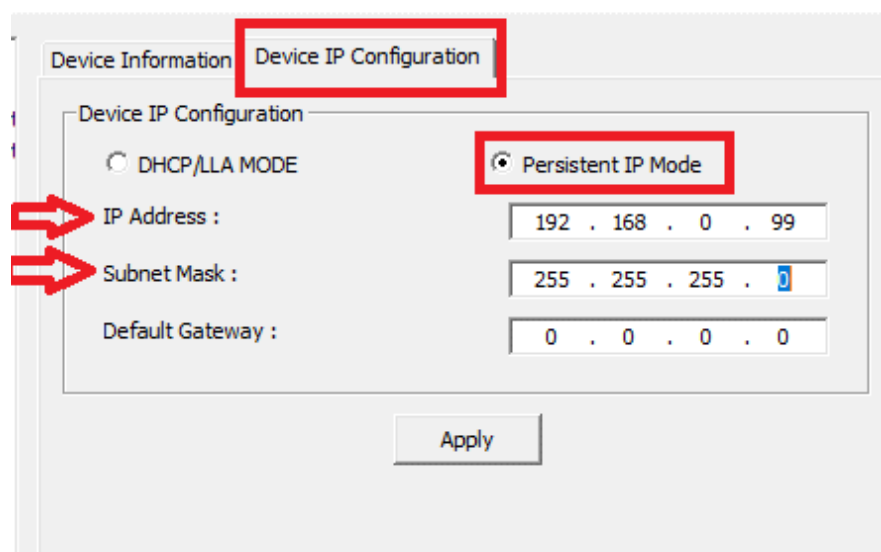 Device Information Device IP Configuration
Device IP Configuration
DHCP/LLA MODE Persistent IP Mode
IP Address : 192 . 168 . 0 . 99
Subnet Mask : 255 . 255 . 255 . 0
Default Gateway : 0 . 0 . 0 . 0
Apply